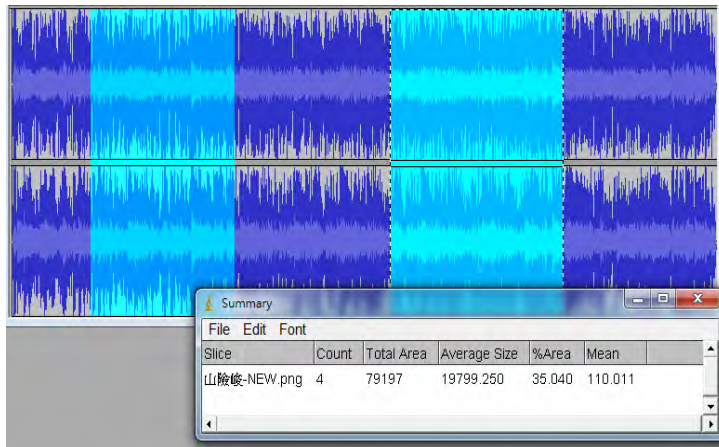 Summary
File Edit Font
Slice Count Total Area Average Size %Area Mean
山險峻-NEW.png 4 79197 19799.250 35.040 110.011